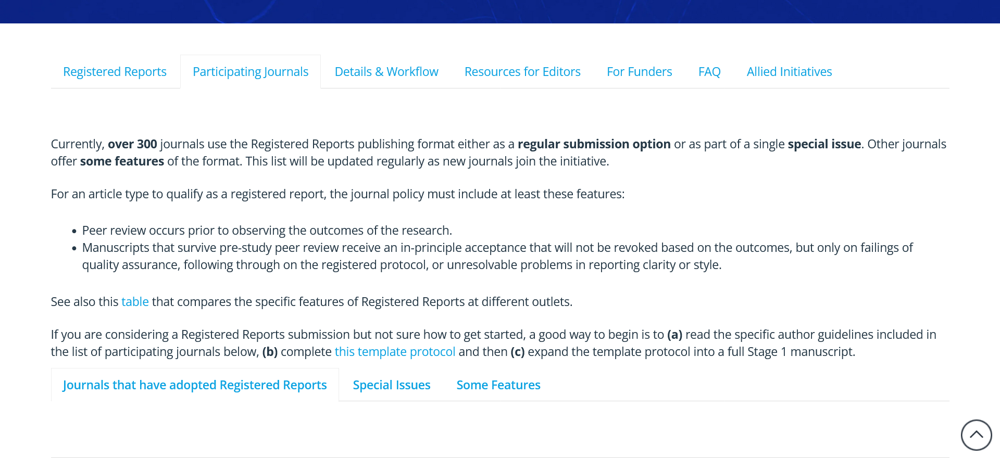 Registered Reports Participating Journals Details & Workflow Resources for Editors For Funders FAQ Allied Initiatives
Currently, over 300 journals use the Registered Reports publishing format either as a regular submission option or as part of a single special issue. Other journals
offer some features of the format. This list will be updated regularly as new journals join the initiative.
For an article type to qualify as a registered report, the journal policy must include at least these features:
• Peer review occurs prior to observing the outcomes of the research.
• Manuscripts that survive pre-study peer review receive an in-principle acceptance that will not be revoked based on the outcomes, but only on failings of
quality assurance, following through on the registered protocol, or unresolvable problems in reporting clarity or style.
See also this table that compares the specific features of Registered Reports at different outlets.
If you are considering a Registered Reports submission but not sure how to get started, a good way to begin is to (a) read the specific author guidelines included in
the list of participating journals below, (b) complete this template protocol and then (c) expand the template protocol into a full Stage 1 manuscript.
Journals that have adopted Registered Reports Special Issues Some Features